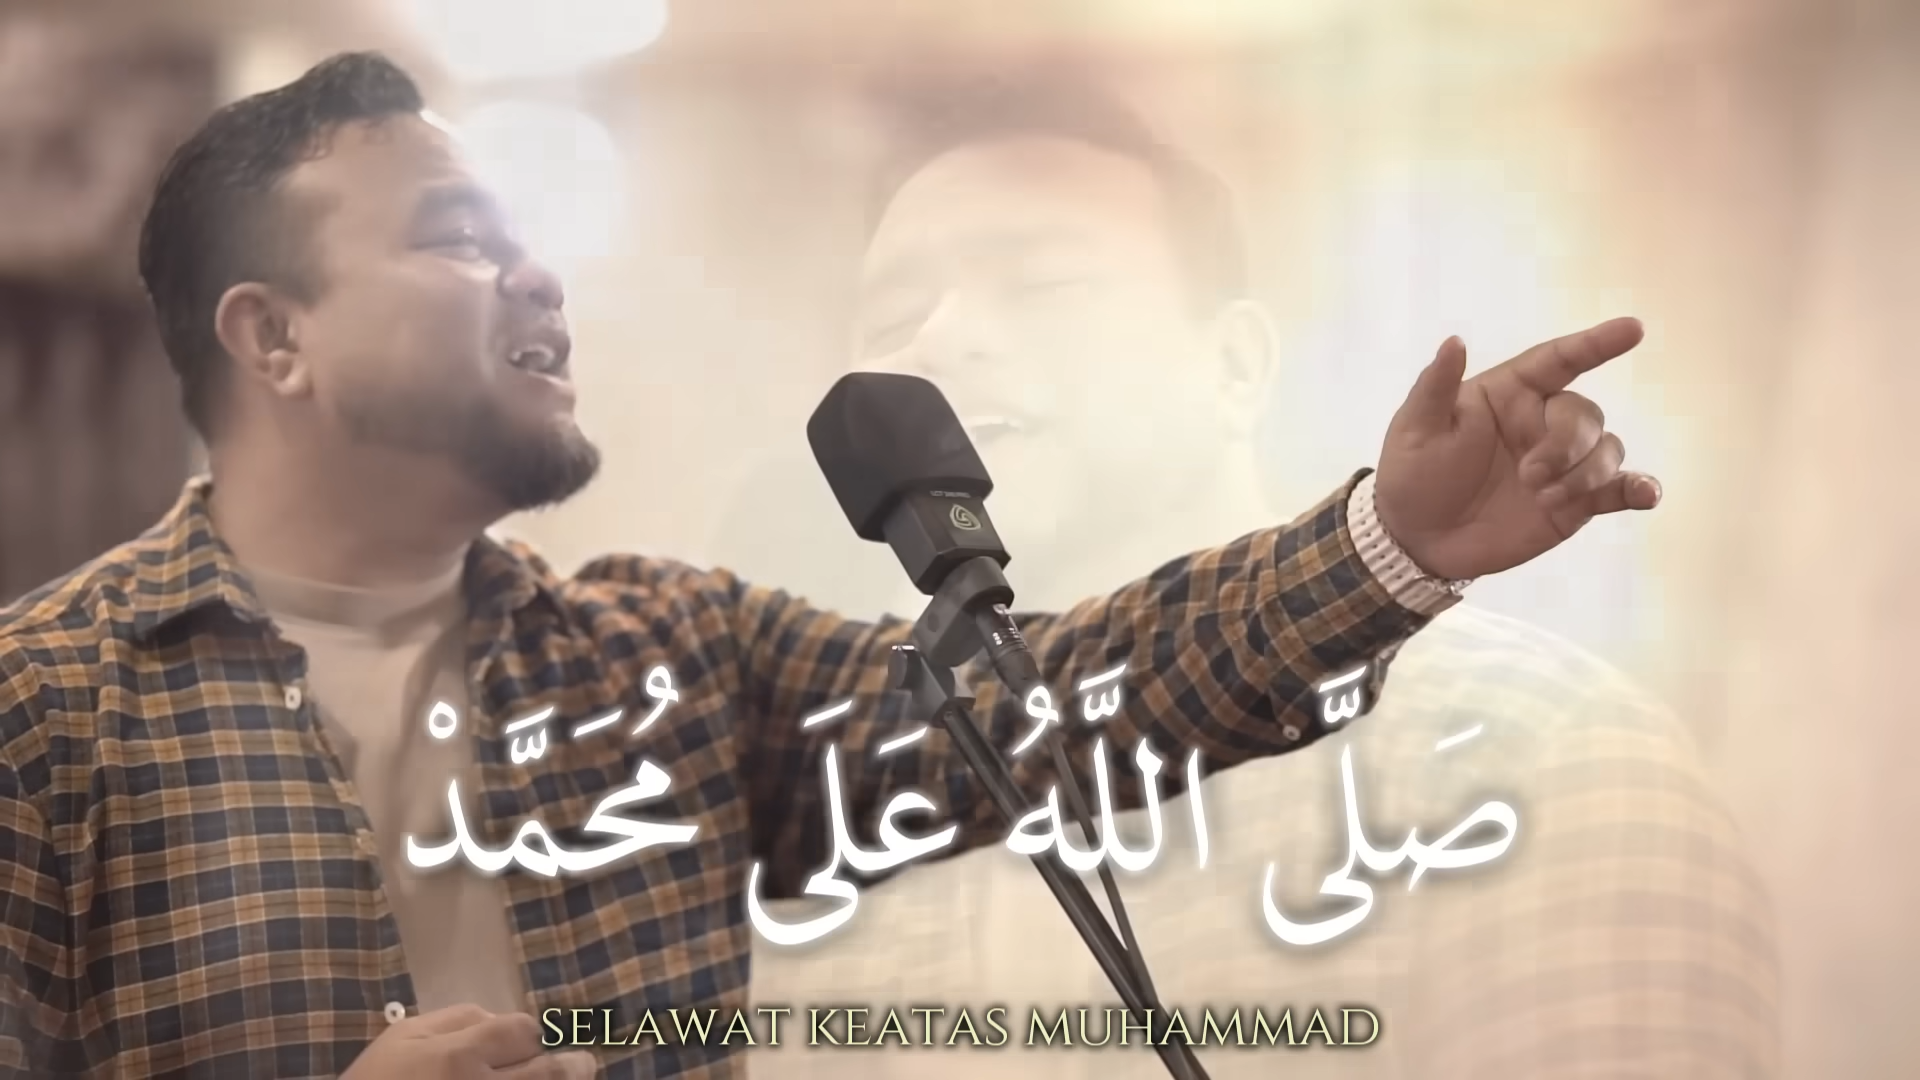 صَلَّى اللَّهُ عَلَى مُحَمَّدْ
SELAWAT KEATAS MUHAMMAD